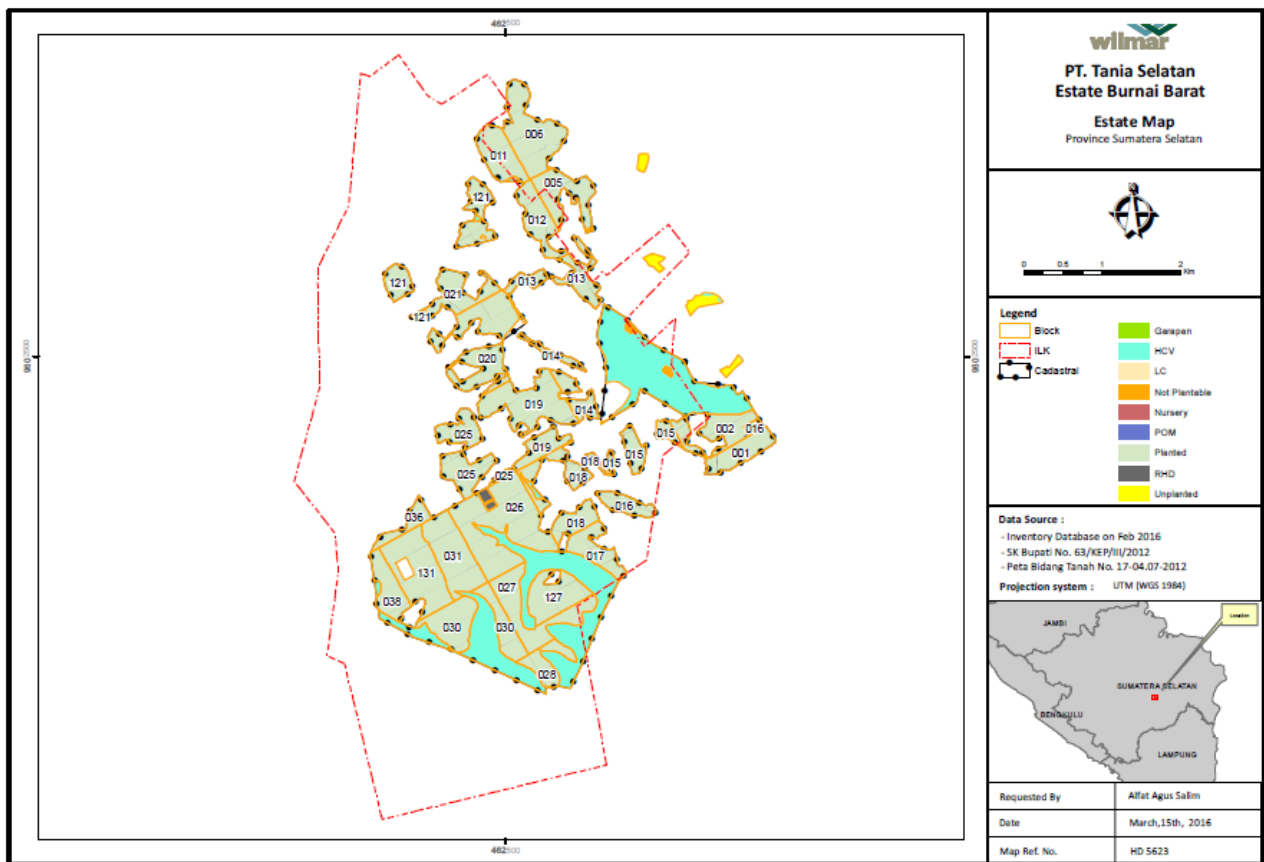 462500
980 2500
980 2500
006
011
005
121
012
013
013
121
021
121
014
020
019
014
002
016
025
015
001
019
018
015
015
025
025
018
026
016
036
018
031
017
131
027
127
038
030
030
028
462500
wilmar
PT. Tania Selatan
Estate Burnai Barat
Estate Map
Province Sumatera Selatan
0 0.5 1 2
Km
Legend
Block
ILK
Cadastral
Garapan
HCV
LC
Not Plantable
Nursery
POM
Planted
RHD
Unplanted
Data Source :
- Inventory Database on Feb 2016
- SK Bupati No. 63/KEP/III/2012
- Peta Bidang Tanah No. 17-04.07-2012
Projection system : UTM (WGS 1984)
Location
JAMBI
SUMATERA SELATAN
BENGKULU
LAMPUNG
Requested By Alfat Agus Salim
Date March,15th, 2016
Map Ref. No. HD 5623